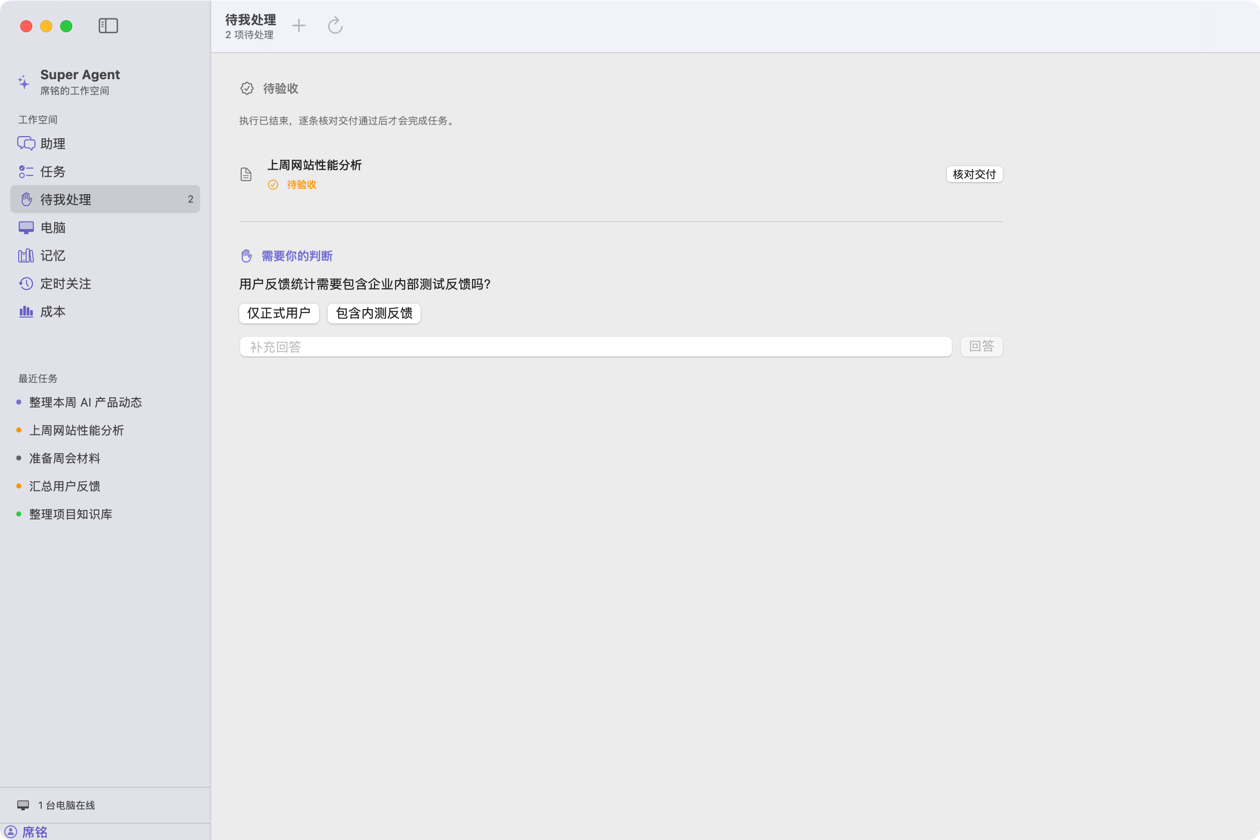 待我处理
2 项待处理
Super Agent
席铭的工作空间
工作空间
助理
任务
待我处理 2
电脑
记忆
定时关注
成本
最近任务
整理本周 AI 产品动态
上周网站性能分析
准备周会材料
汇总用户反馈
整理项目知识库
1 台电脑在线
席铭
待验收
执行已结束，逐条核对交付通过后才会完成任务。
上周网站性能分析
待验收
核对交付
需要你的判断
用户反馈统计需要包含企业内部测试反馈吗?
仅正式用户 包含内测反馈
补充回答 回答